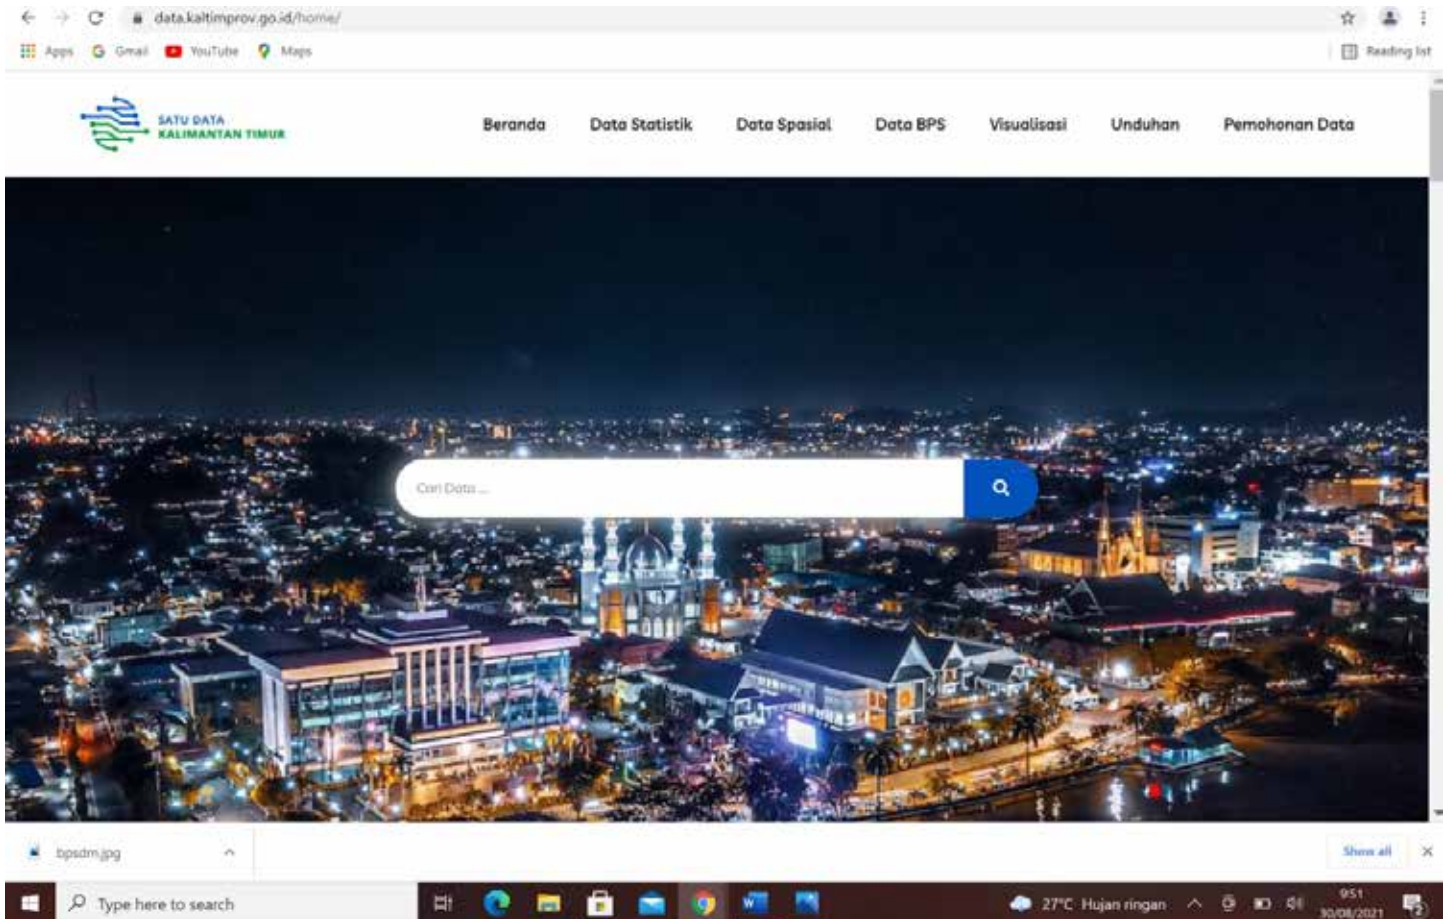 data.kaltimprov.go.id/home/
Apps Gmail YouTube Maps Reading list
SATU DATA
KALIMANTAN TIMUR
Beranda Data Statistik Data Spasial Data BPS Visualisasi Unduhan Pemohonan Data
Cari Data ...
bpsdm.jpg Show all
Type here to search 27°C Hujan ringan 9:51
30/08/2021
2